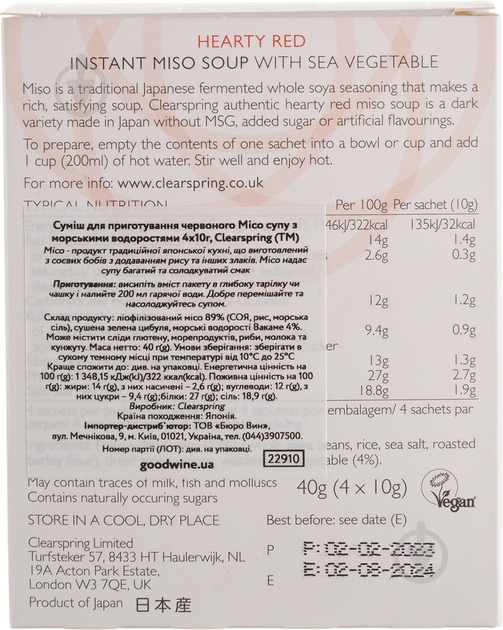 HEARTY RED
INSTANT MISO SOUP WITH SEA VEGETABLE
Miso is a traditional Japanese fermented whole soya seasoning that makes a
rich, satisfying soup. Clearspring authentic hearty red miso soup is a dark
variety made in Japan without MSG, added sugar or artificial flavourings.
To prepare, empty the contents of one sachet into a bowl or cup and add
1 cup (200ml) of hot water. Stir well and enjoy hot.
For more info: www.clearspring.co.uk
TYPICAL NUTRITION Per 100g Per sachet (10g)
46kJ/322kcal 135kJ/32kcal
14g 1.4g
2.6g 0.3g
12g 1.2g
9.4g 0.9g
er
13g 1.3g
27g 2.7g
18.8g 1.9g
Суміш для приготування червоного Місо супу з
морськими водоростями 4х10г, Clearspring (ТМ)
Місо - продукт традиційної японської кухні, що виготовлений
з соєвих бобів з додаванням рису та інших злаків. Місо надає
супу багатий та солодкуватий смак
Приготування: висипіть вміст пакету в глибоку тарілку чи
чашку і налийте 200 мл гарячої води. Добре перемішайте та
насолоджуйтесь супом.
Склад продукту: ліофілізований місо 89% (СОЯ, рис, морська
сіль), сушена зелена цибуля, морські водорості Вакаме 4%.
Може містити сліди глютену, морепродуктів, риби, молока та
кунжуту. Маса нетто: 40 г(g). Умови зберігання: зберігати в
сухому темному місці при температурі від 10°С до 25°С
Краще спожити до: див. на упаковці. Енергетична цінність на
100 г(g): 1 348,15 кДж(kJ)/322 ккал(kcal). Поживна цінність на 100
г(g): жири: 14 г(g), з них насичені – 2,6 г(g); вуглеводи: 12 г(g), з
них цукри – 9,4 г(g);білки: 27 г(g); сіль: 18,9 г(g).
Виробник: Clearspring
Країна походження: Японія.
Імпортер-дистриб'ютор: ТОВ «Бюро Вин»,
вул. Мечнікова, 9, м. Київ, 01021, Україна, тел. (044)3907500.
Номер партії (ЛОТ): див. на упаковці.
goodwine.ua 22910
embalagem/ 4 sachets par
eans, rice, sea salt, roasted
able (4%).
May contain traces of milk, fish and molluscs
Contains naturally occuring sugars
40g (4 x 10g)
Vegan
STORE IN A COOL, DRY PLACE
Best before: see date (E)
Clearspring Limited
Turfsteker 57, 8433 HT Haulerwijk, NL
19A Acton Park Estate,
London W3 7QE, UK
P P: 02-02-2022
E E: 02-08-2024
Product of Japan 日本産